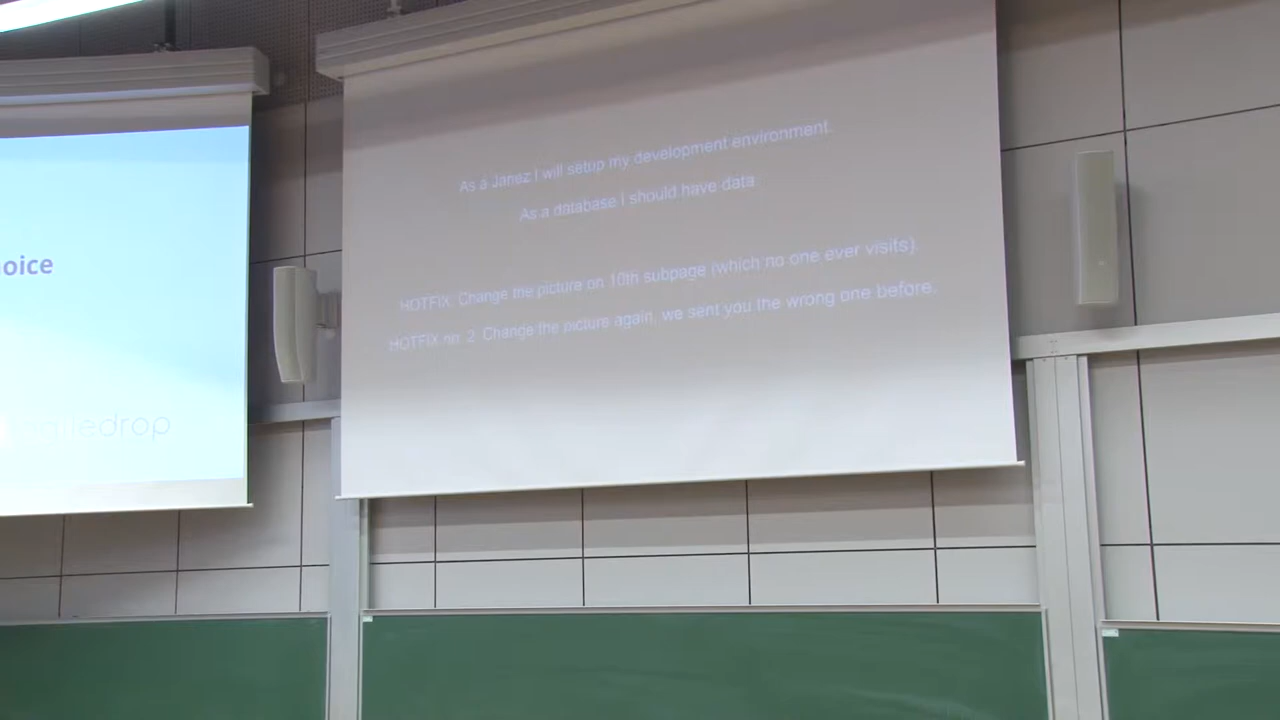 oice
agiledrop
As a Janez I will setup my development environment.
As a database I should have data
HOTFIX: Change the picture on 10th subpage (which no one ever visits).
HOTFIX nr. 2: Change the picture again, we sent you the wrong one before.